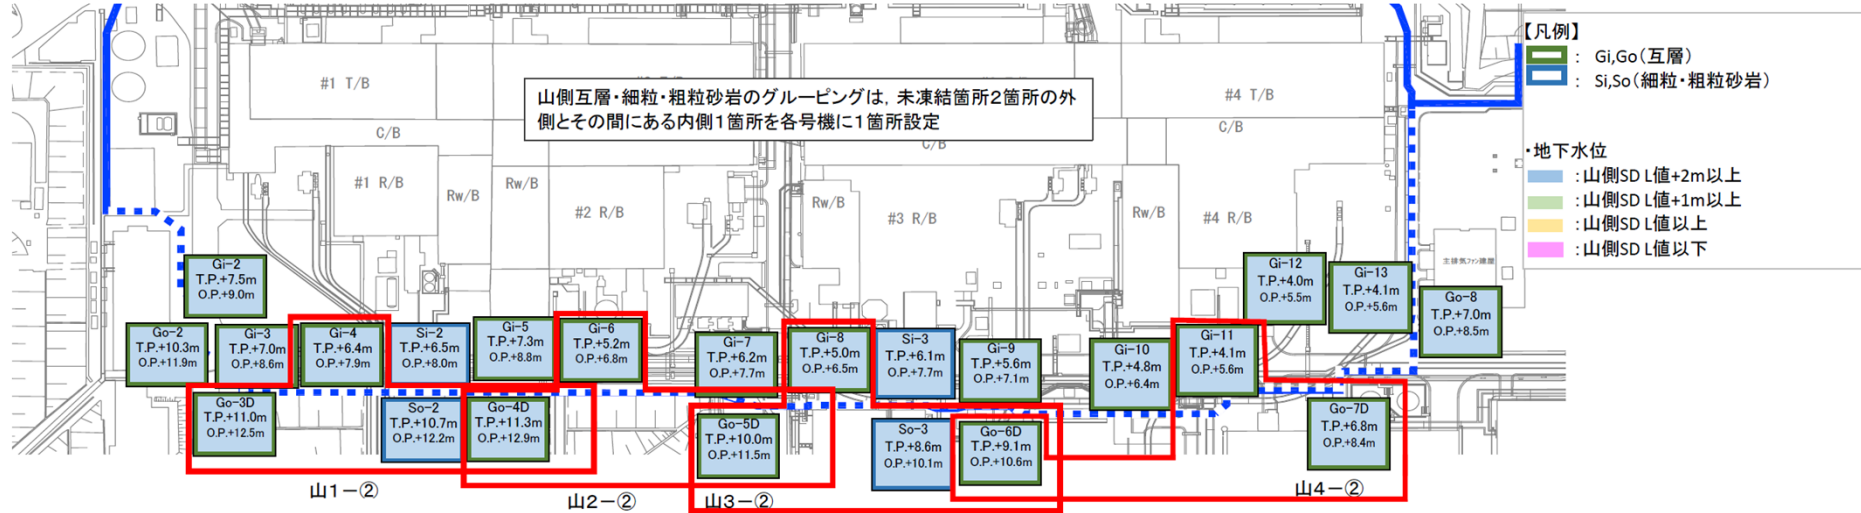 【凡例】
： Gi,Go(互層)
： Si,So(細粒・粗粒砂岩)
・地下水位
：山側SD L値+2m以上
：山側SD L値+1m以上
：山側SD L値以上
：山側SD L値以下
山側互層・細粒・粗粒砂岩のグルーピングは，未凍結箇所２箇所の外
側とその間にある内側１箇所を各号機に１箇所設定
#1 T/B
#4 T/B
C/B
C/B
C/B
#1 R/B
Rw/B
Rw/B
#2 R/B
Rw/B
#3 R/B
Rw/B
#4 R/B
主排気ファン建屋
Gi-2
T.P.+7.5m
O.P.+9.0m
Gi-12
T.P.+4.0m
O.P.+5.5m
Gi-13
T.P.+4.1m
O.P.+5.6m
Go-8
T.P.+7.0m
O.P.+8.5m
Go-2
T.P.+10.3m
O.P.+11.9m
Gi-3
T.P.+7.0m
O.P.+8.6m
Gi-4
T.P.+6.4m
O.P.+7.9m
Si-2
T.P.+6.5m
O.P.+8.0m
Gi-5
T.P.+7.3m
O.P.+8.8m
Gi-6
T.P.+5.2m
O.P.+6.8m
Gi-7
T.P.+6.2m
O.P.+7.7m
Gi-8
T.P.+5.0m
O.P.+6.5m
Si-3
T.P.+6.1m
O.P.+7.7m
Gi-9
T.P.+5.6m
O.P.+7.1m
Gi-10
T.P.+4.8m
O.P.+6.4m
Gi-11
T.P.+4.1m
O.P.+5.6m
Go-3D
T.P.+11.0m
O.P.+12.5m
So-2
T.P.+10.7m
O.P.+12.2m
Go-4D
T.P.+11.3m
O.P.+12.9m
Go-5D
T.P.+10.0m
O.P.+11.5m
So-3
T.P.+8.6m
O.P.+10.1m
Go-6D
T.P.+9.1m
O.P.+10.6m
Go-7D
T.P.+6.8m
O.P.+8.4m
山１－②
山２－②
山３－②
山４－②